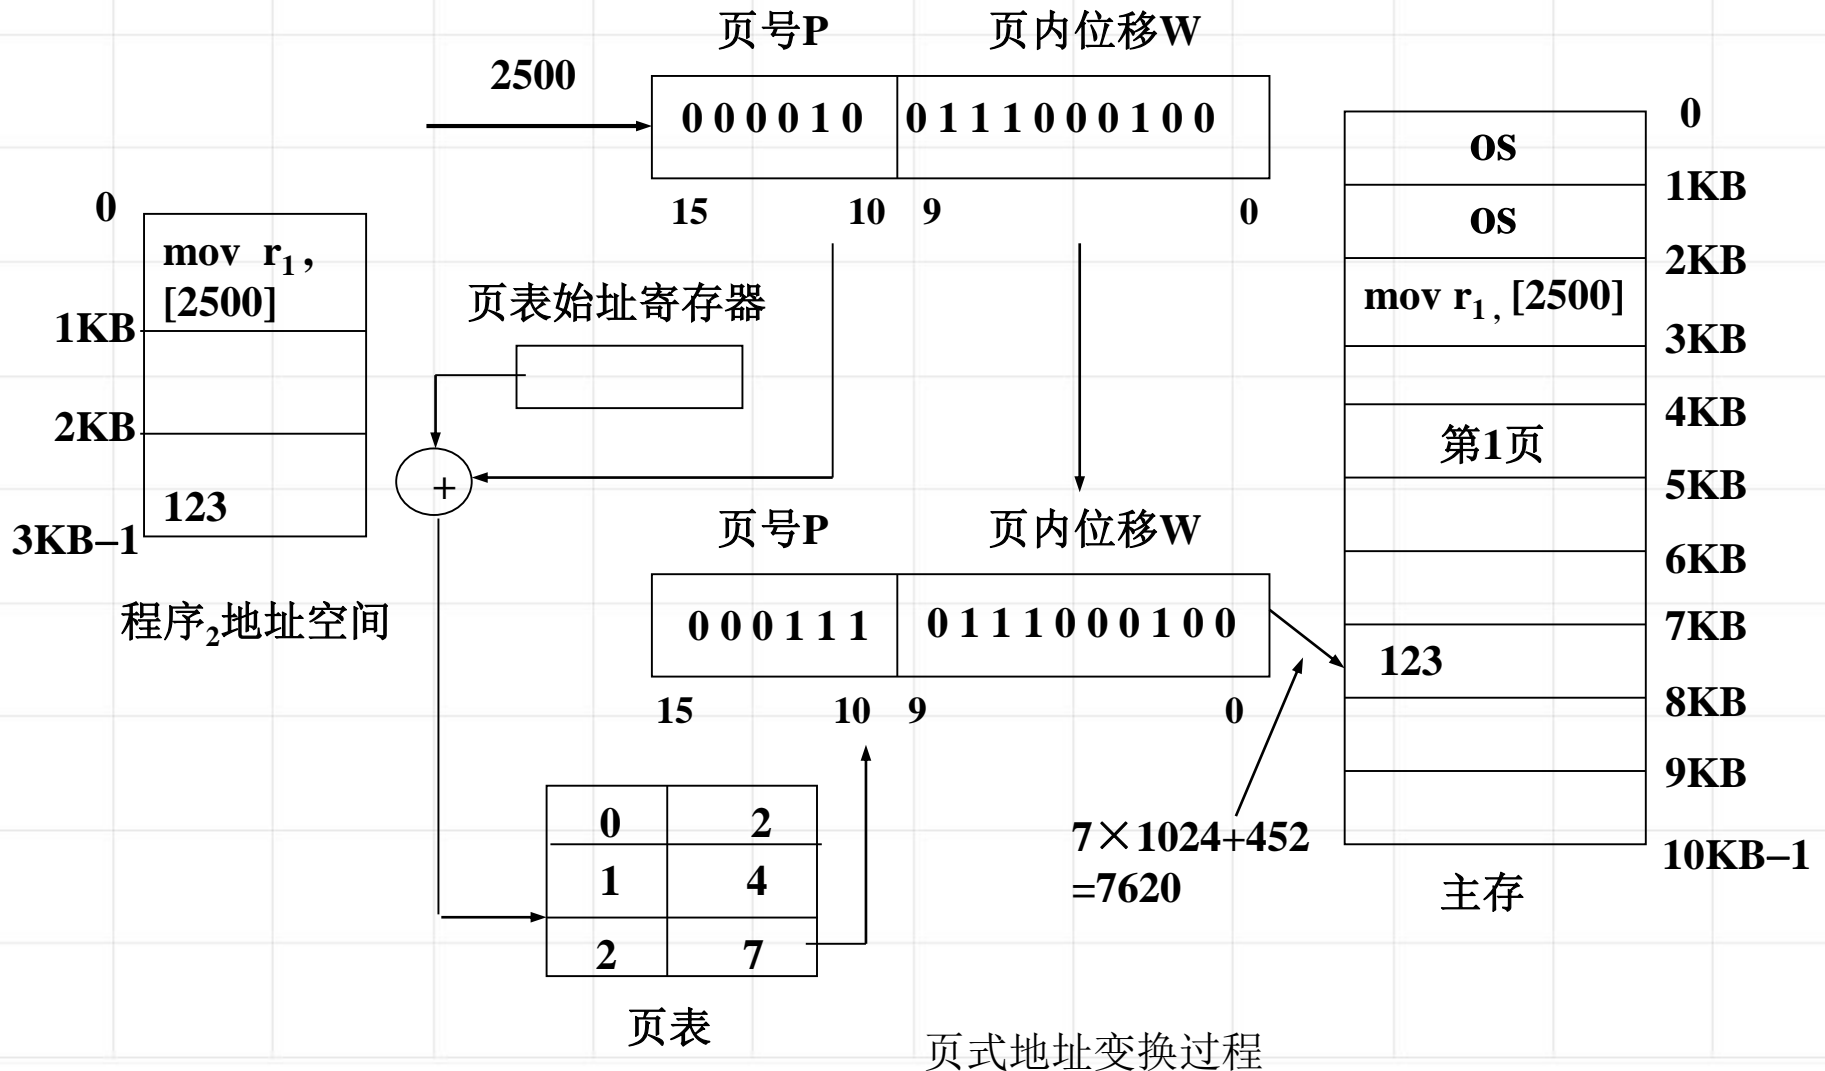 页号P 页内位移W
2500
0 0 0 0 1 0 0 1 1 1 0 0 0 1 0 0
15 10 9 0
0
mov r1,
[2500]
1KB
2KB
123
3KB–1
程序2地址空间
页表始址寄存器
+
页号P 页内位移W
0 0 0 1 1 1 0 1 1 1 0 0 0 1 0 0
15 10 9 0
0 2
1 4
2 7
页表
7×1024+452
=7620
0
os
1KB
os
2KB
mov r1, [2500]
3KB
4KB
第1页
5KB
6KB
7KB
123
8KB
9KB
10KB–1
主存
页式地址变换过程